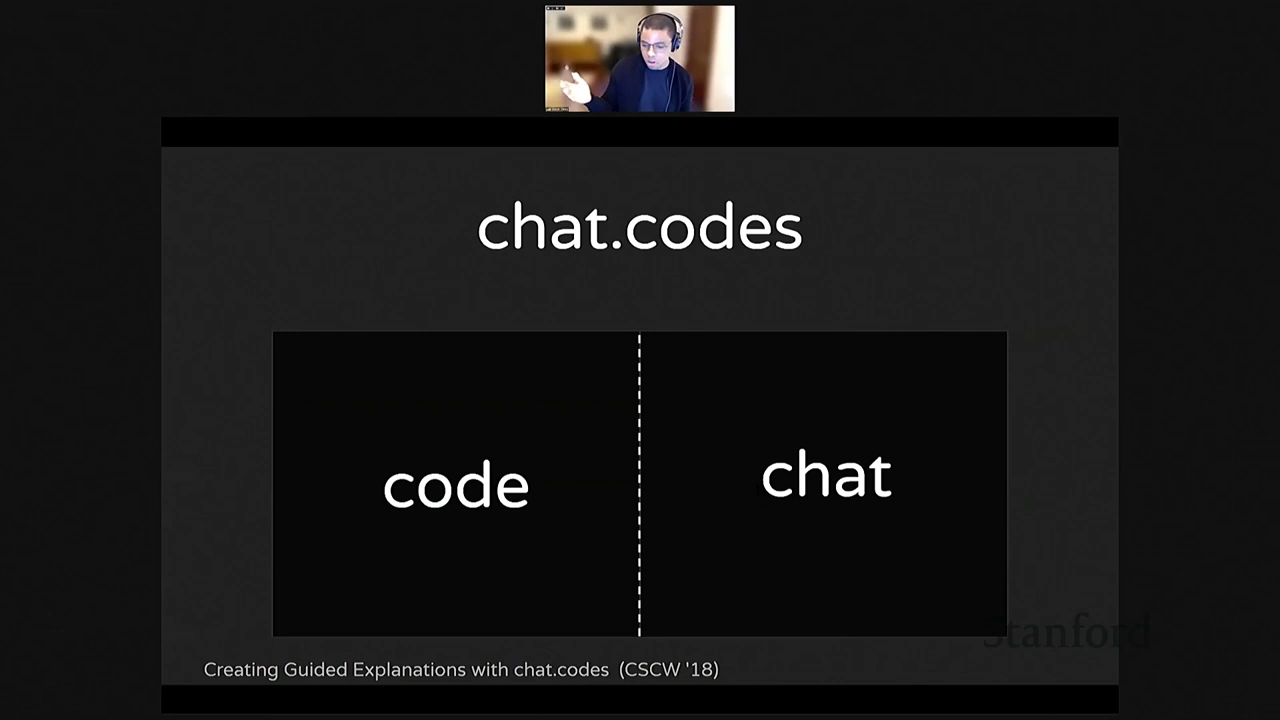 chat.codes
code
chat
Stanford
Creating Guided Explanations with chat.codes (CSCW '18)